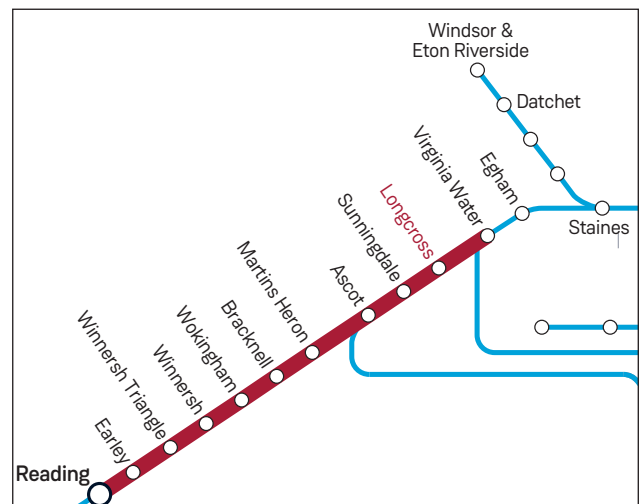 Windsor &
Eton Riverside
Datchet
Virginia Water
Egham
Staines
Longcross
Sunningdale
Ascot
Martins Heron
Bracknell
Wokingham
Winnersh
Winnersh Triangle
Earley
Reading